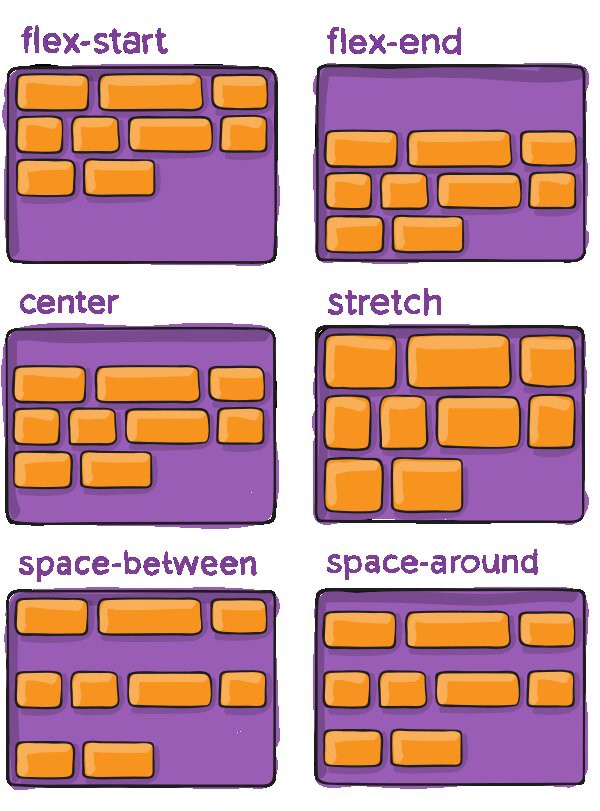 flex-start
flex-end
center
stretch
space-between
space-around